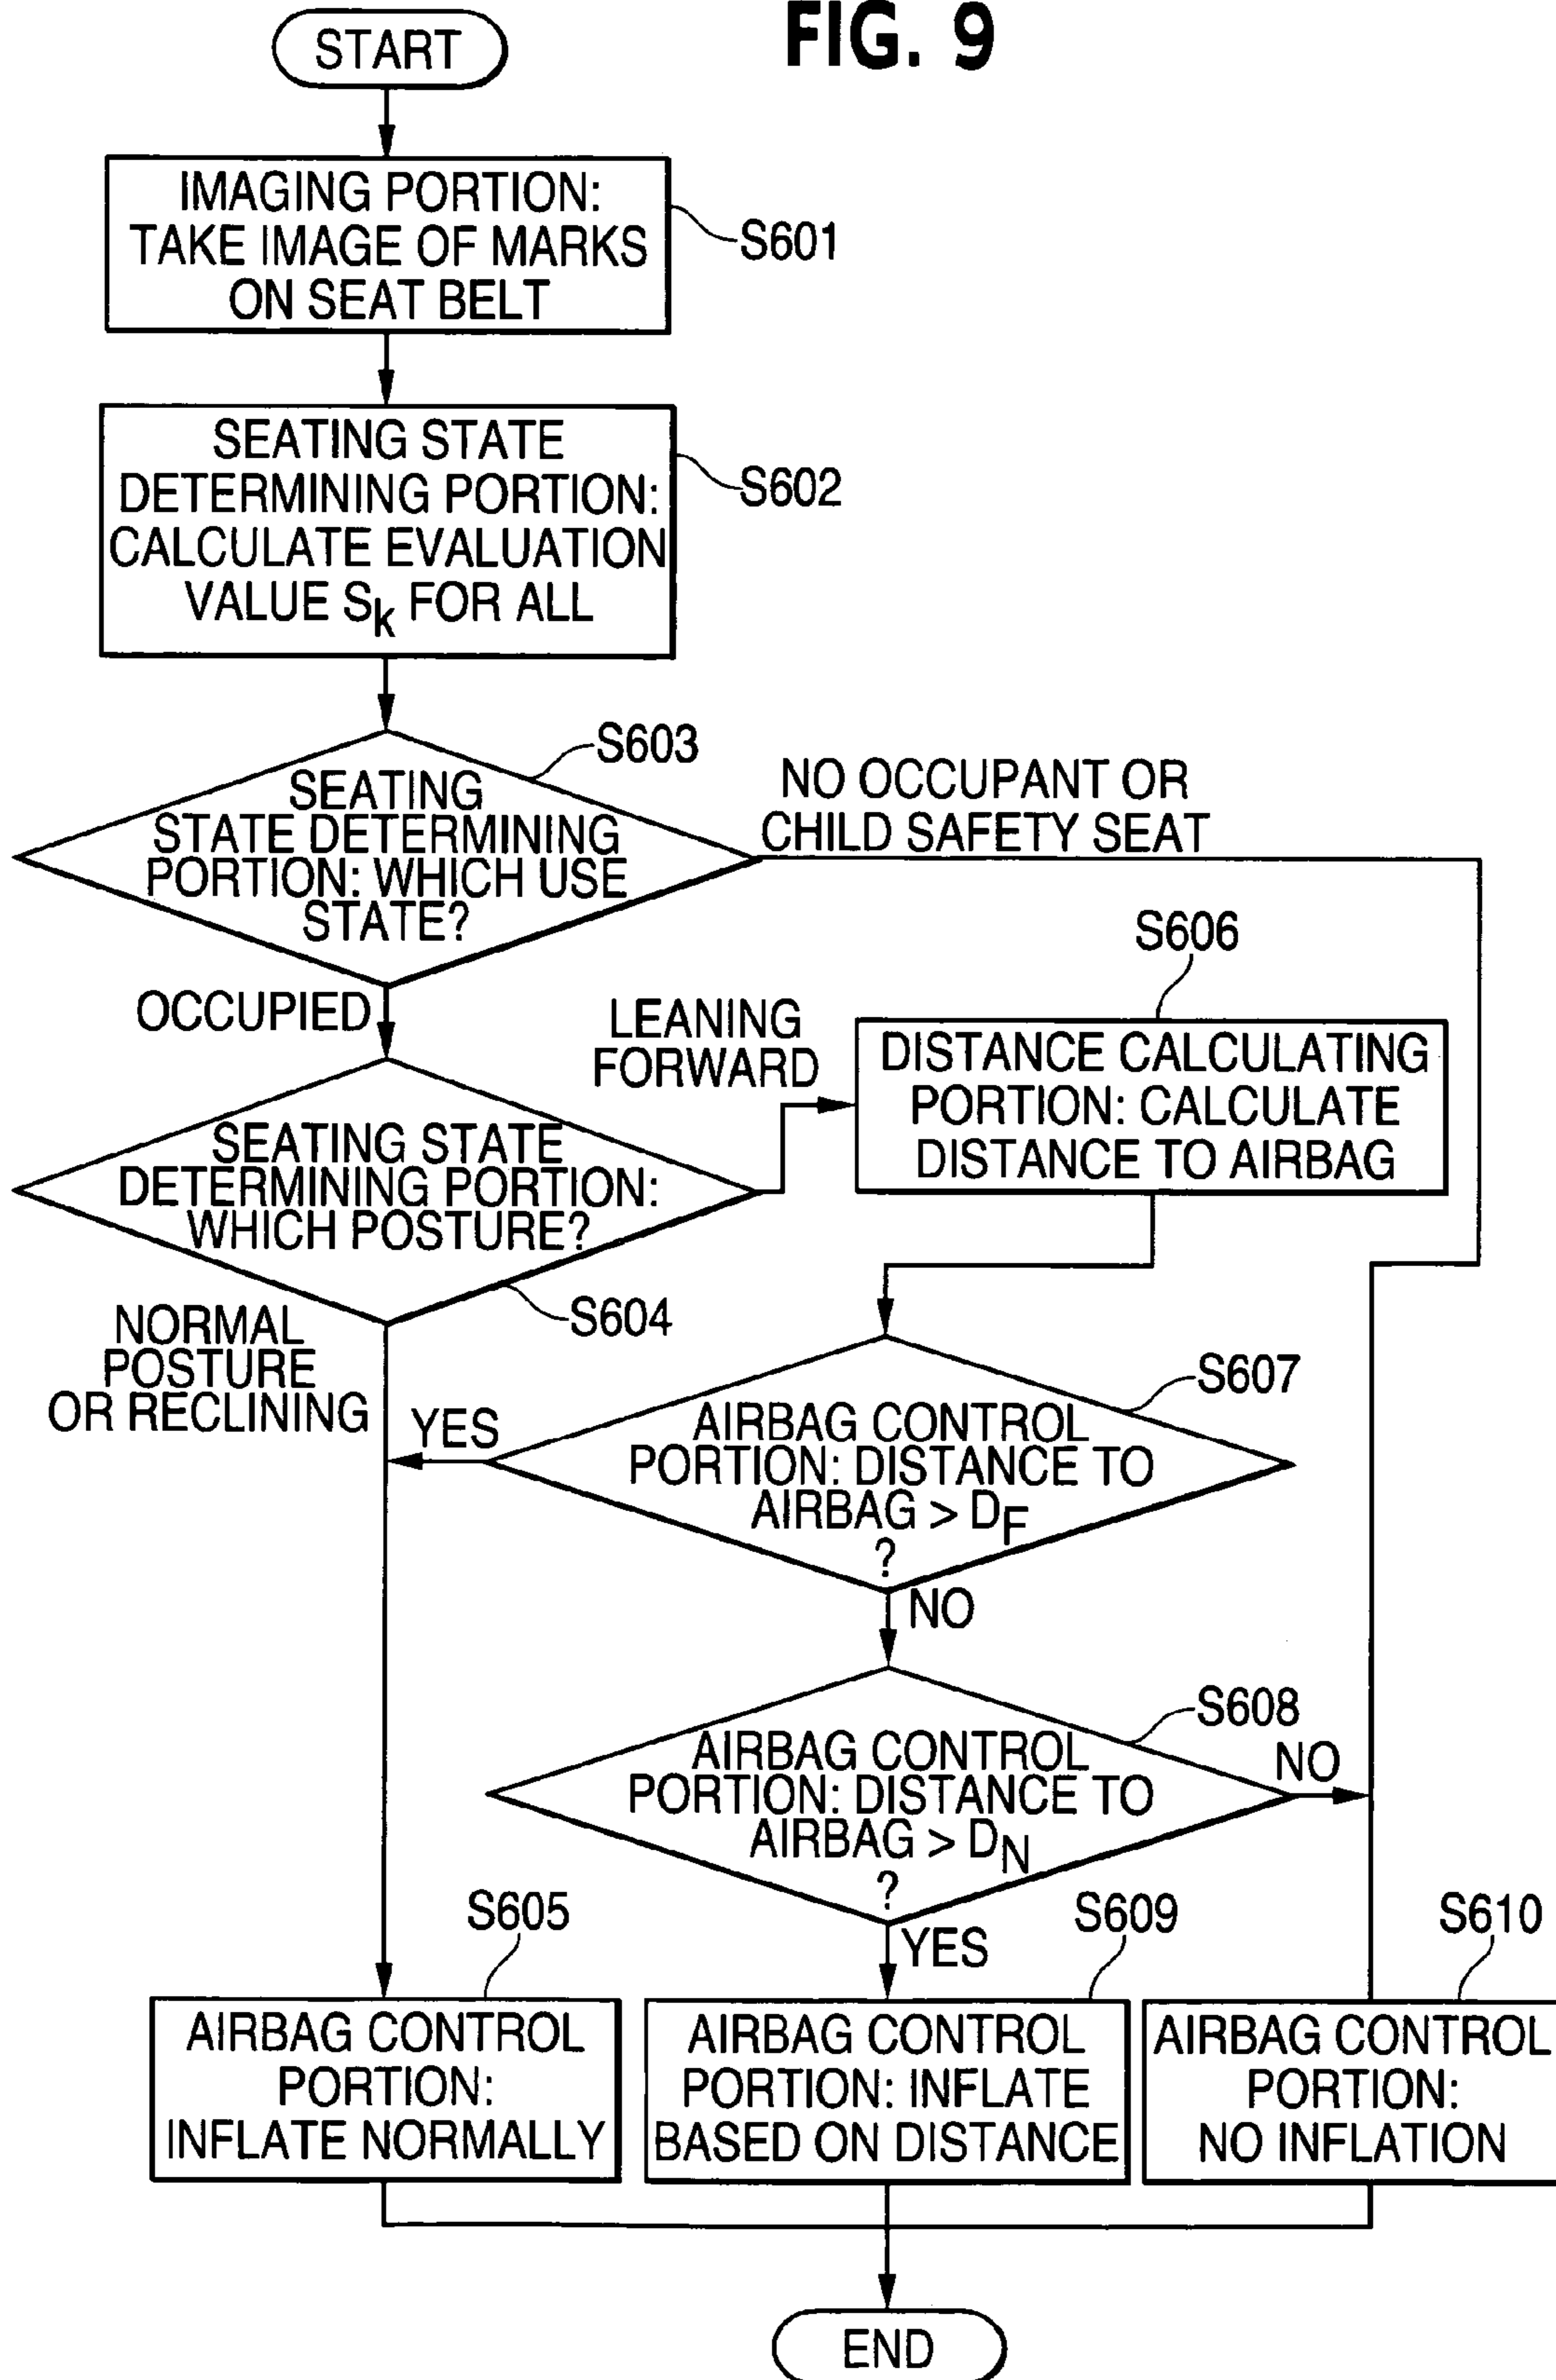 FIG. 9
START
IMAGING PORTION:
TAKE IMAGE OF MARKS
ON SEAT BELT
S601
SEATING STATE
DETERMINING PORTION:
CALCULATE EVALUATION
VALUE Sk FOR ALL
S602
S603
SEATING
STATE DETERMINING
PORTION: WHICH USE
STATE?
NO OCCUPANT OR
CHILD SAFETY SEAT
OCCUPIED
S606
LEANING
FORWARD
DISTANCE CALCULATING
PORTION: CALCULATE
DISTANCE TO AIRBAG
SEATING STATE
DETERMINING PORTION:
WHICH POSTURE?
S604
NORMAL
POSTURE
OR RECLINING
S607
YES
AIRBAG CONTROL
PORTION: DISTANCE TO
AIRBAG > DF
?
NO
S608
AIRBAG CONTROL
PORTION: DISTANCE TO
AIRBAG > DN
?
NO
YES
S605
AIRBAG CONTROL
PORTION:
INFLATE NORMALLY
S609
AIRBAG CONTROL
PORTION: INFLATE
BASED ON DISTANCE
S610
AIRBAG CONTROL
PORTION:
NO INFLATION
END